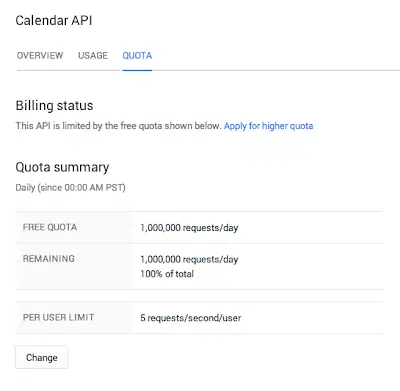 Calendar API
OVERVIEW USAGE QUOTA
Billing status
This API is limited by the free quota shown below. Apply for higher quota
Quota summary
Daily (since 00:00 AM PST)
FREE QUOTA 1,000,000 requests/day
REMAINING 1,000,000 requests/day
100% of total
PER USER LIMIT 5 requests/second/user
Change